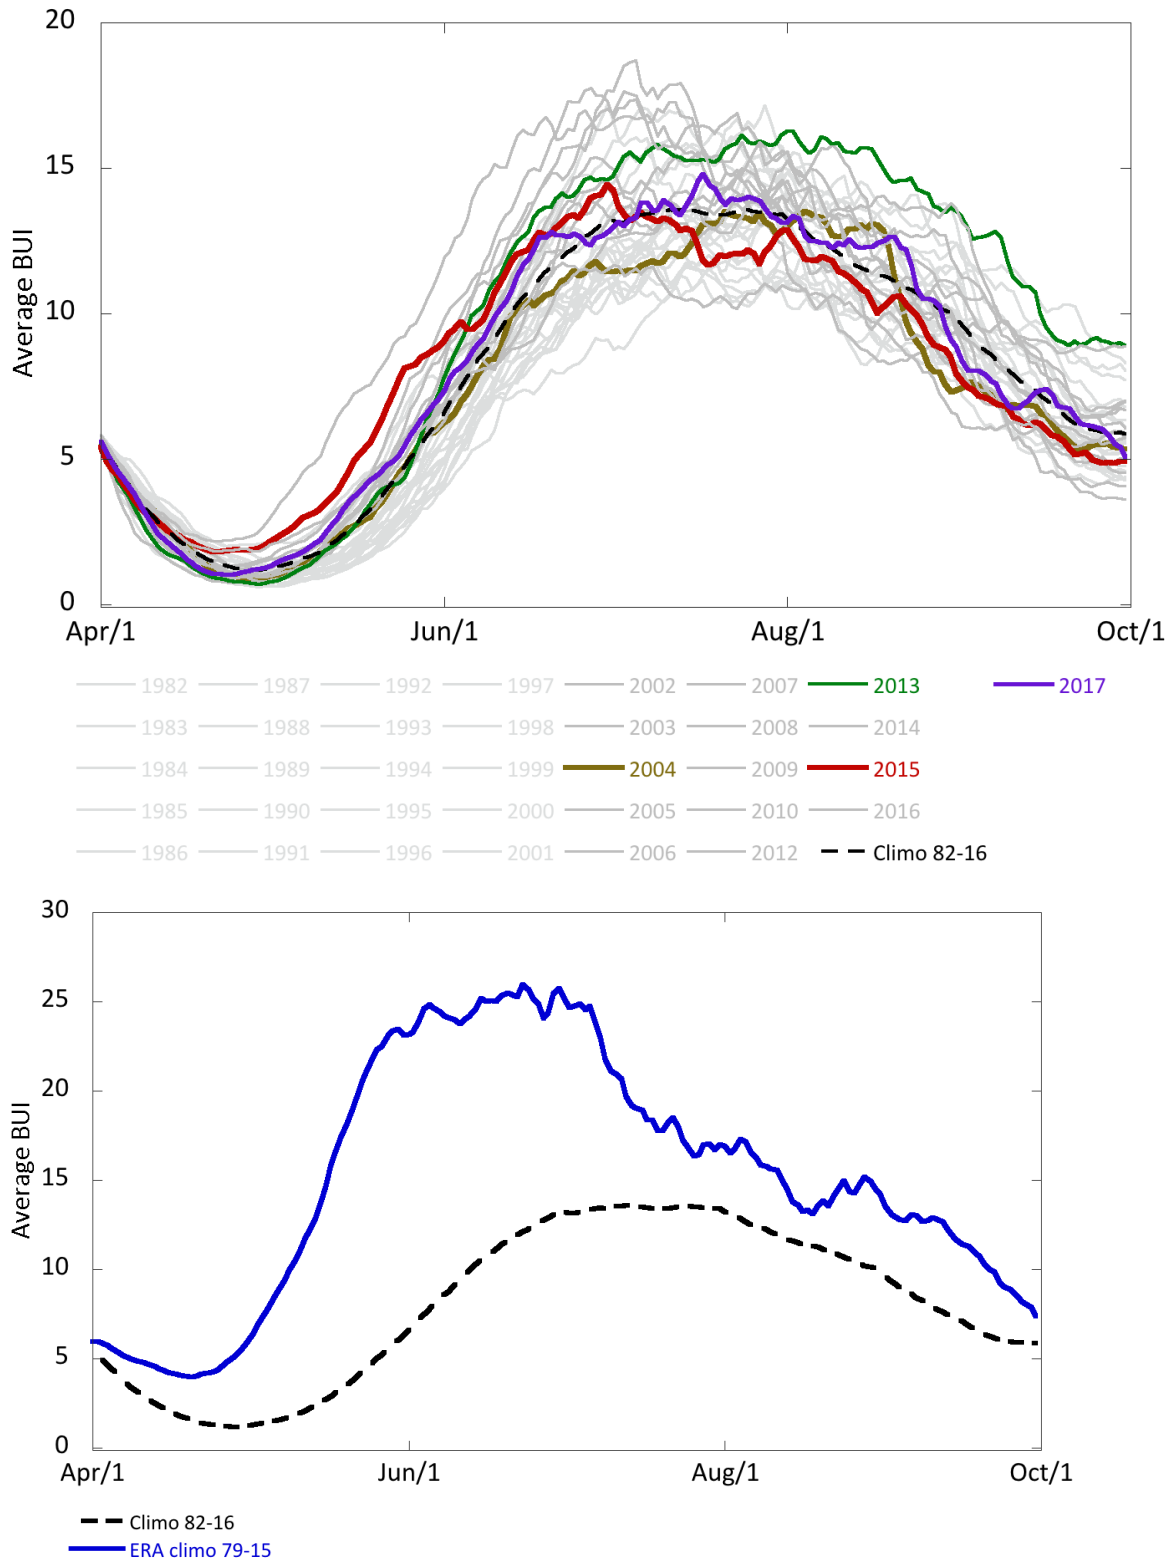 20
15
10
5
0
Average BUI
Apr/1 Jun/1 Aug/1 Oct/1
1982 1987 1992 1997 2002 2007 2013 2017
1983 1988 1993 1998 2003 2008 2014
1984 1989 1994 1999 2004 2009 2015
1985 1990 1995 2000 2005 2010 2016
1986 1991 1996 2001 2006 2012 Climo 82-16
30
25
20
15
10
5
0
Average BUI
Apr/1 Jun/1 Aug/1 Oct/1
Climo 82-16
ERA climo 79-15